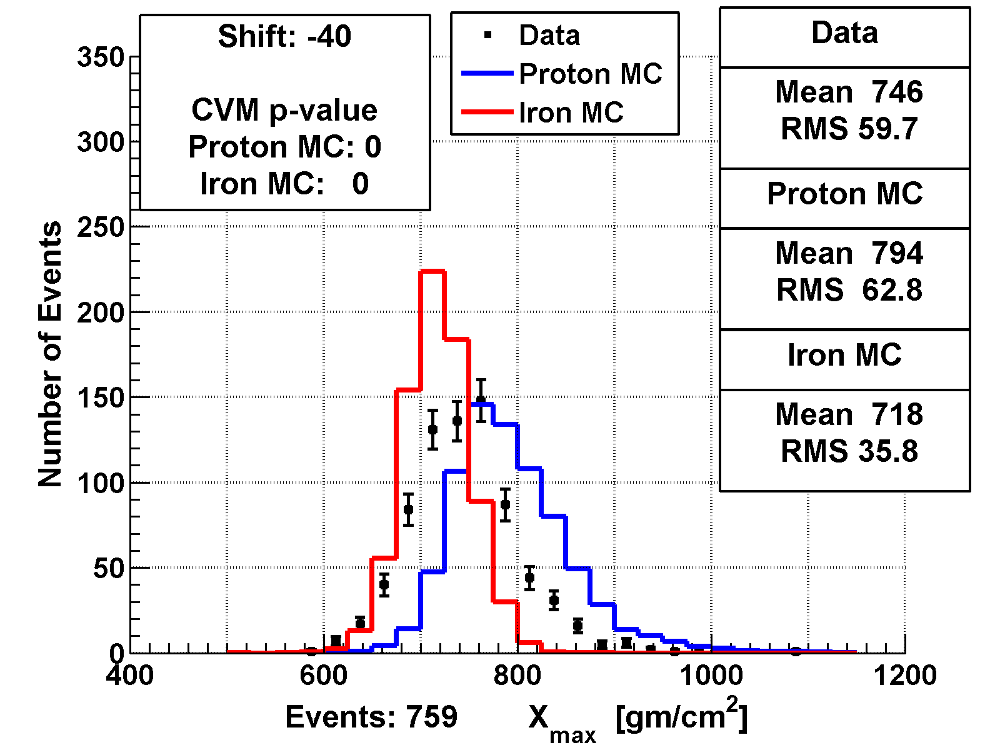 Shift: -40
CVM p-value
Proton MC: 0
Iron MC: 0
Data
Proton MC
Iron MC
Data
Mean 746
RMS 59.7
Proton MC
Mean 794
RMS 62.8
Iron MC
Mean 718
RMS 35.8
Number of Events
350
300
250
200
150
100
50
0
400 600 800 1000 1200
Events: 759 Xmax [gm/cm2]